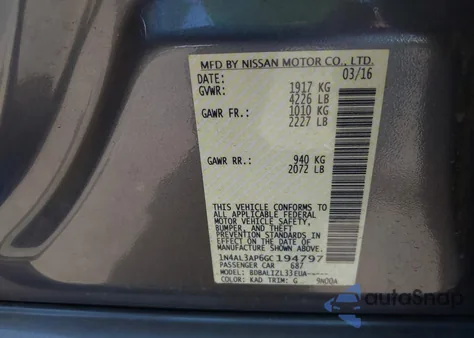 MFD BY NISSAN MOTOR CO., LTD.
DATE: 03/16
GVWR: 1917 KG
4226 LB
GAWR FR.: 1010 KG
2227 LB
GAWR RR.: 940 KG
2072 LB
THIS VEHICLE CONFORMS TO
ALL APPLICABLE FEDERAL
MOTOR VEHICLE SAFETY,
BUMPER, AND THEFT
PREVENTION STANDARDS
IN EFFECT ON THE DATE OF
MANUFACTURE SHOWN ABOVE.
1N4AL3AP6GC194797
PASSENGER CAR 687
MODEL: BDBALIZL33EUA-----
COLOR: KAD TRIM: G
autoSnap